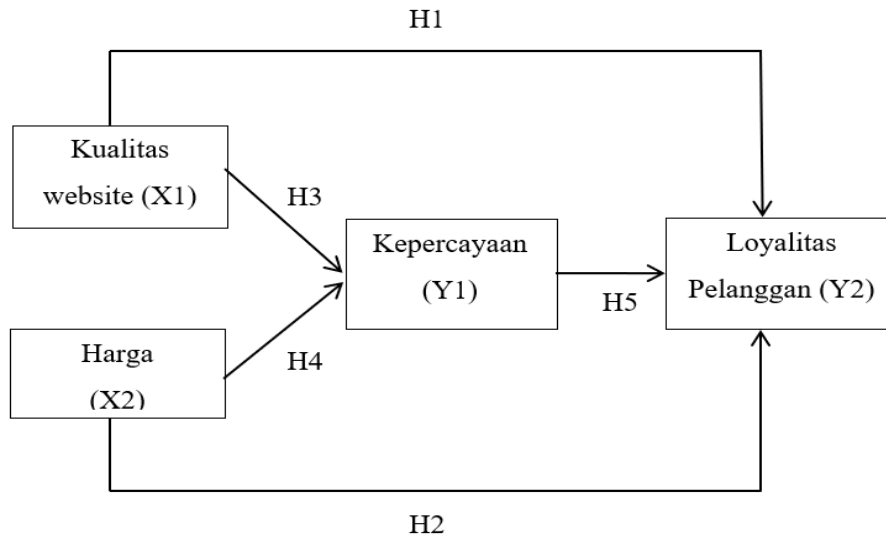 H1
Kualitas
website (X1)
H3
Kepercayaan
(Y1)
Loyalitas
Pelanggan (Y2)
H5
Harga
(X2)
H4
H2